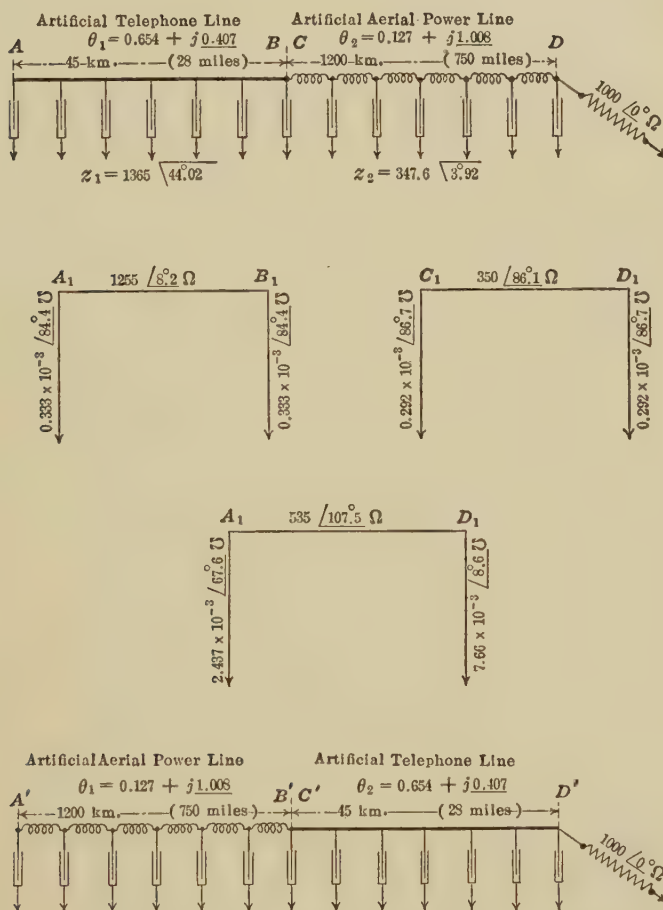 Artificial Telephone Line Artificial Aerial Power Line
θ₁ = 0.654 + j0.407 θ₂ = 0.127 + j1.008
A B C D
45 km. (28 miles) 1200 km. (750 miles)
1000 /0° Ω
z₁ = 1365 \44°.02 z₂ = 347.6 \3°.92
A₁ 1255 /8°.2 Ω B₁ C₁ 350 /86°.1 Ω D₁
0.333 x 10⁻³ /84°.4 ℧
0.333 x 10⁻³ /84°.4 ℧
0.292 x 10⁻³ /86°.7 ℧
0.292 x 10⁻³ /86°.7 ℧
A₁ 535 /107°.5 Ω D₁
2.437 x 10⁻³ /67°.6 ℧
7.66 x 10⁻³ /8°.6 ℧
Artificial Aerial Power Line Artificial Telephone Line
θ₁ = 0.127 + j1.008 θ₂ = 0.654 + j0.407
A' B' C' D'
1200 km. (750 miles) 45 km. (28 miles)
1000 /0° Ω